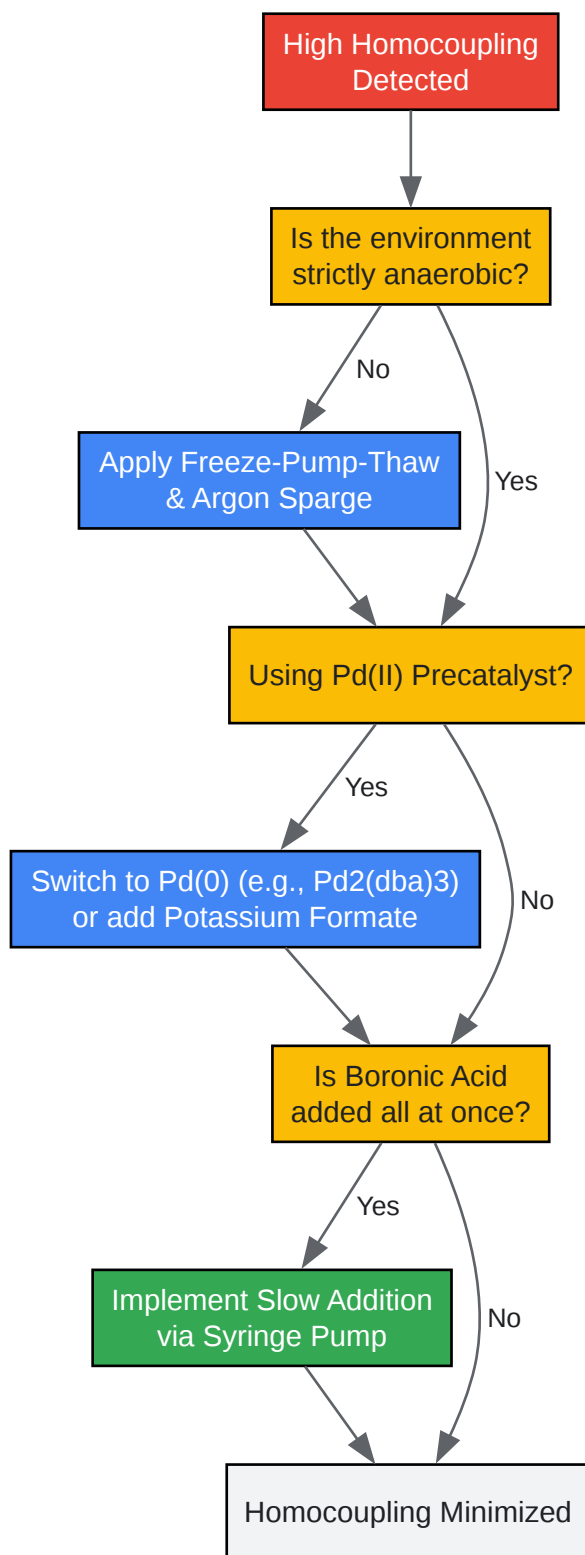 High Homocoupling
Detected
Is the environment
strictly anaerobic?
No
Apply Freeze-Pump-Thaw
& Argon Sparge
Yes
Using Pd(II) Precatalyst?
Yes
Switch to Pd(0) (e.g., Pd2(dba)3)
or add Potassium Formate
No
Is Boronic Acid
added all at once?
Yes
Implement Slow Addition
via Syringe Pump
No
Homocoupling Minimized